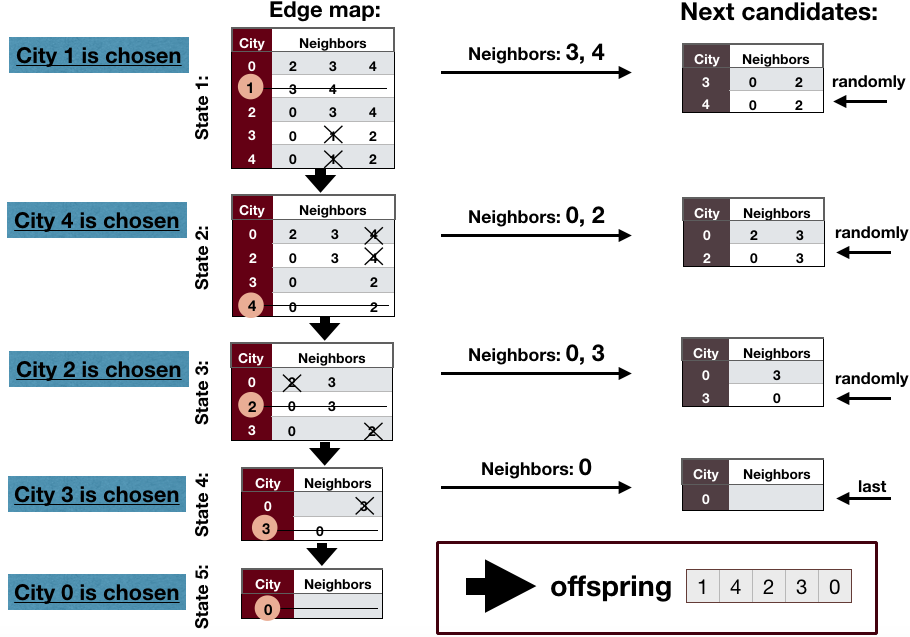 Edge map:
Next candidates:
City 1 is chosen
State 1:
City Neighbors
0 2 3 4
1 3 4
2 0 3 4
3 0 1 2
4 0 1 2
Neighbors: 3, 4
City Neighbors
3 0 2
4 0 2
randomly
City 4 is chosen
State 2:
City Neighbors
0 2 3 4
2 0 3 4
3 0 2
4 0 2
Neighbors: 0, 2
City Neighbors
0 2 3
2 0 3
randomly
City 2 is chosen
State 3:
City Neighbors
0 2 3
2 0 3
3 0 2
Neighbors: 0, 3
City Neighbors
0 3
3 0
randomly
City 3 is chosen
State 4:
City Neighbors
0 3
3 0
Neighbors: 0
City Neighbors
0
last
City 0 is chosen
State 5:
City Neighbors
0
offspring 1 4 2 3 0